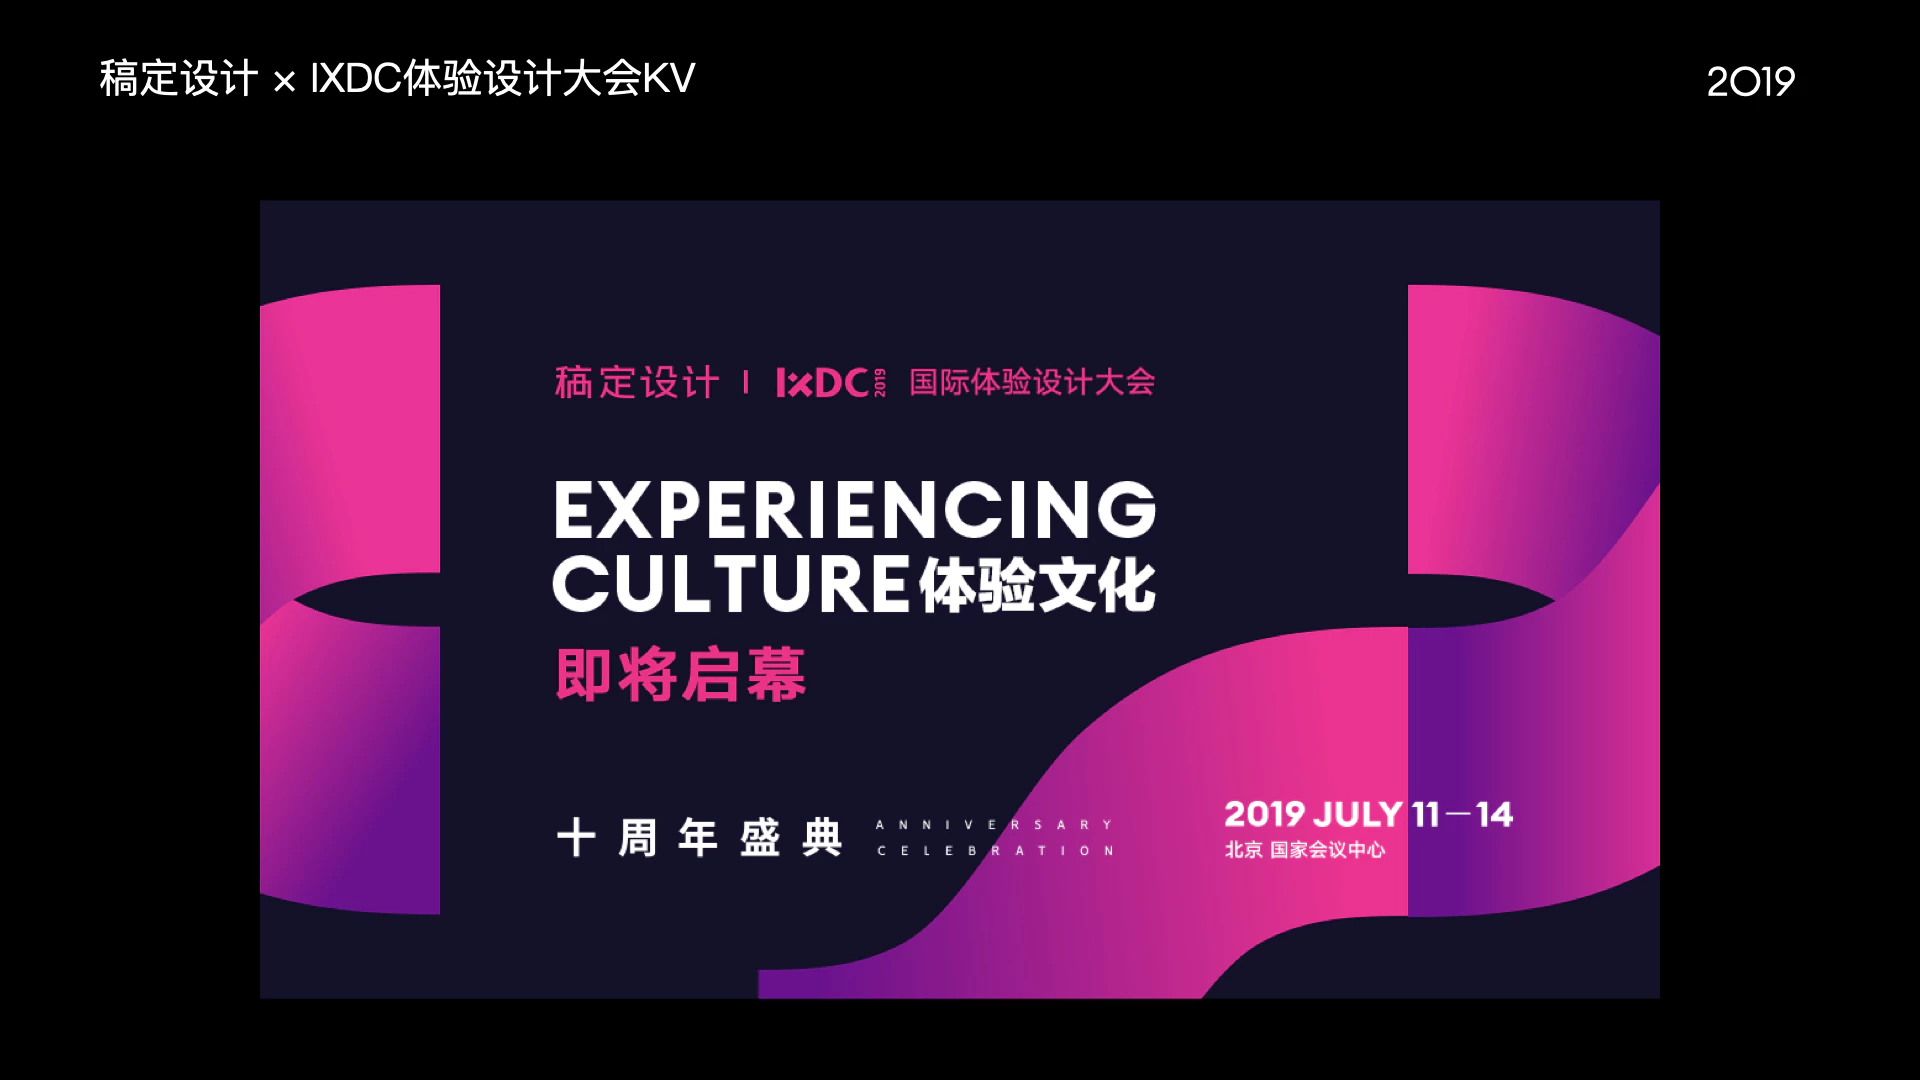 稿定设计 × IXDC体验设计大会KV
2019
稿定设计 | IXDC 2019 国际体验设计大会
EXPERIENCING
CULTURE体验文化
即将启幕
十周年盛典
ANNIVERSARY
CELEBRATION
2019 JULY 11—14
北京 国家会议中心